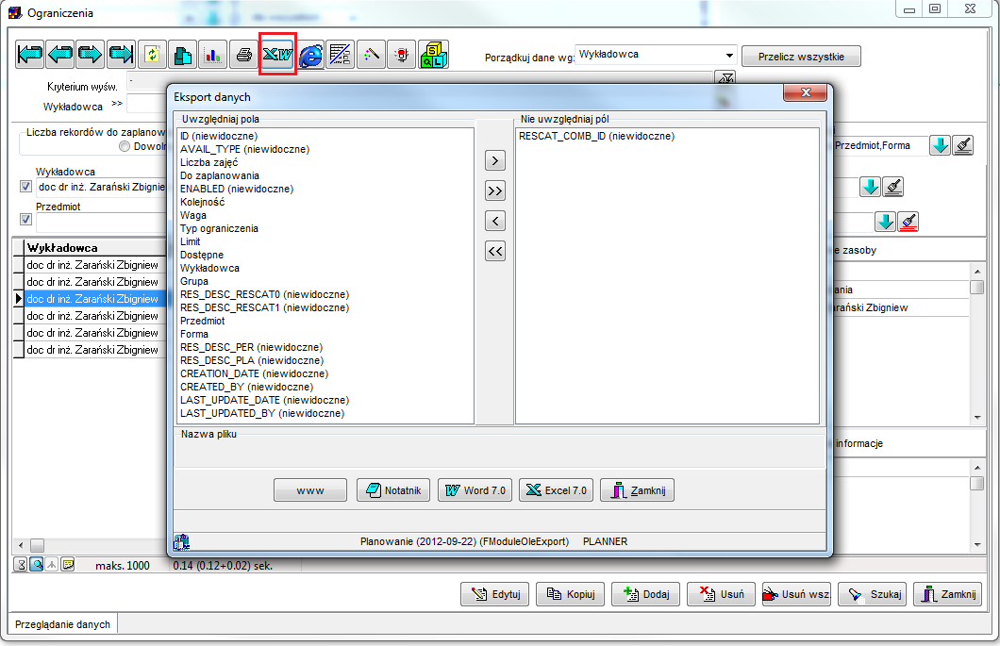 Ograniczenia
XW
SQL
Porządkuj dane wg: Wykładowca
Przelicz wszystkie
Kryterium wyśw.
Wykładowca >>
Liczba rekordów do zaplanow
Dowoln
Przedmiot,Forma
Wykładowca
doc dr inż. Zarański Zbignie
Przedmiot
Wykładowca
doc dr inż. Zarański Zbigniew
doc dr inż. Zarański Zbigniew
doc dr inż. Zarański Zbigniew
doc dr inż. Zarański Zbigniew
doc dr inż. Zarański Zbigniew
doc dr inż. Zarański Zbigniew
Eksport danych
Uwzględniaj pola
ID (niewidoczne)
AVAIL_TYPE (niewidoczne)
Liczba zajęć
Do zaplanowania
ENABLED (niewidoczne)
Kolejność
Waga
Typ ograniczenia
Limit
Dostępne
Wykładowca
Grupa
RES_DESC_RESCAT0 (niewidoczne)
RES_DESC_RESCAT1 (niewidoczne)
Przedmiot
Forma
RES_DESC_PER (niewidoczne)
RES_DESC_PLA (niewidoczne)
CREATION_DATE (niewidoczne)
CREATED_BY (niewidoczne)
LAST_UPDATE_DATE (niewidoczne)
LAST_UPDATED_BY (niewidoczne)
>
>>
<
<<
Nie uwzględniaj pól
RESCAT_COMB_ID (niewidoczne)
Nazwa pliku
www
Notatnik
Word 7.0
Excel 7.0
Zamknij
Planowanie (2012-09-22) (FModuleOleExport) PLANNER
e zasoby
ania
rański Zbigniew
informacje
maks. 1000
0.14 (0.12+0.02) sek.
Edytuj
Kopiuj
Dodaj
Usuń
Usuń wsz.
Szukaj
Zamknij
Przeglądanie danych